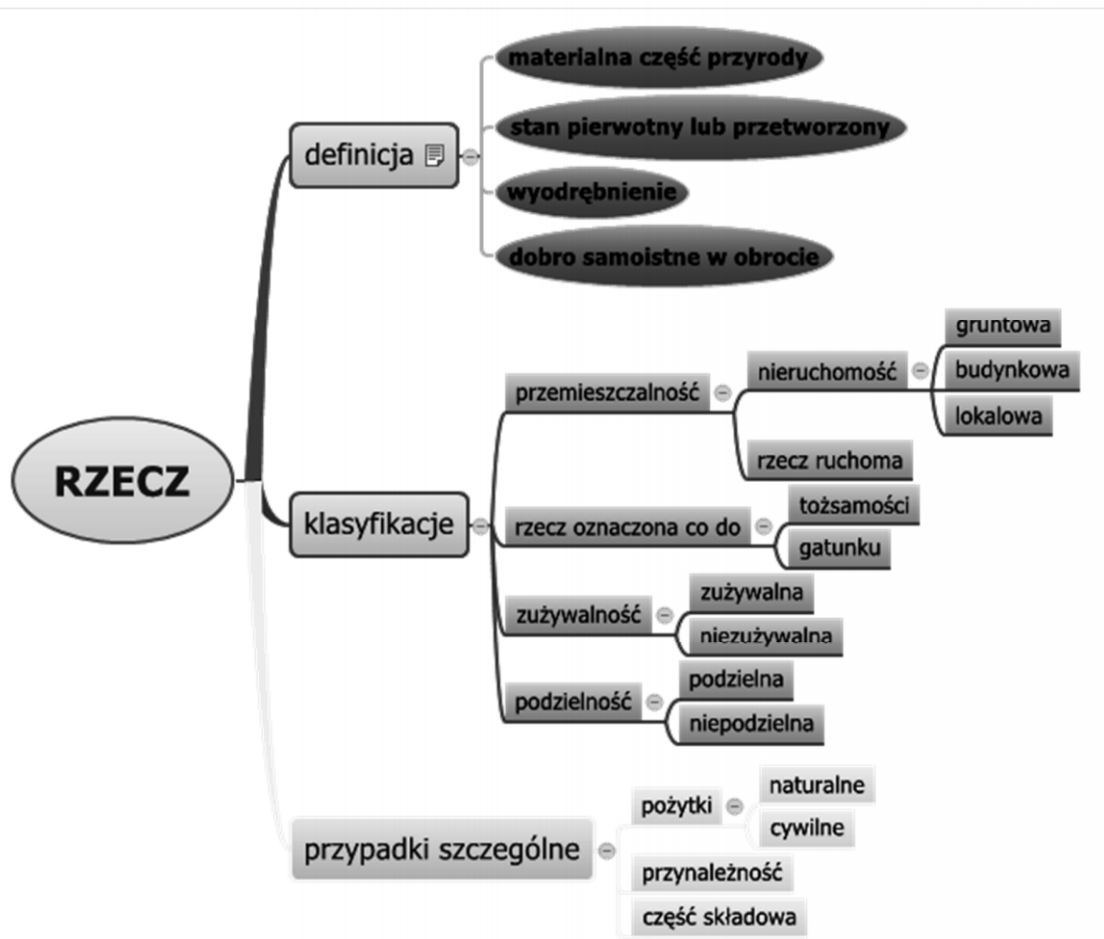 RZECZ
definicja
materialna część przyrody
stan pierwotny lub przetworzony
wyodrębnienie
dobro samoistne w obrocie
klasyfikacje
przemieszczalność
nieruchomość
gruntowa
budynkowa
lokalowa
rzecz ruchoma
rzecz oznaczona co do
tożsamości
gatunku
zużywalność
zużywalna
niezużywalna
podzielność
podzielna
niepodzielna
przypadki szczególne
pożytki
naturalne
cywilne
przynależność
część składowa